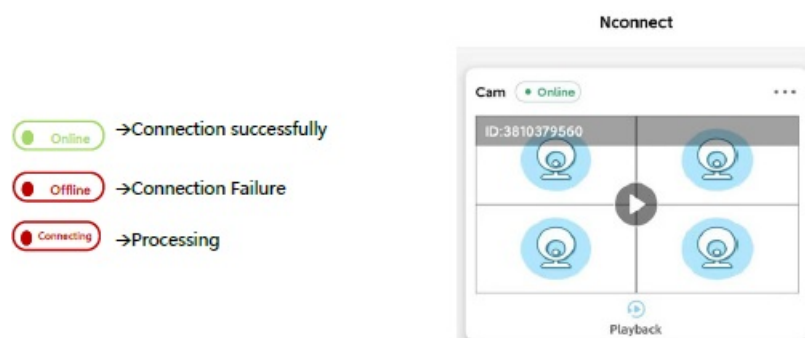 Online →Connection successfully
Offline →Connection Failure
Connecting →Processing
Nconnect
Cam Online
ID:3810379560
Playback